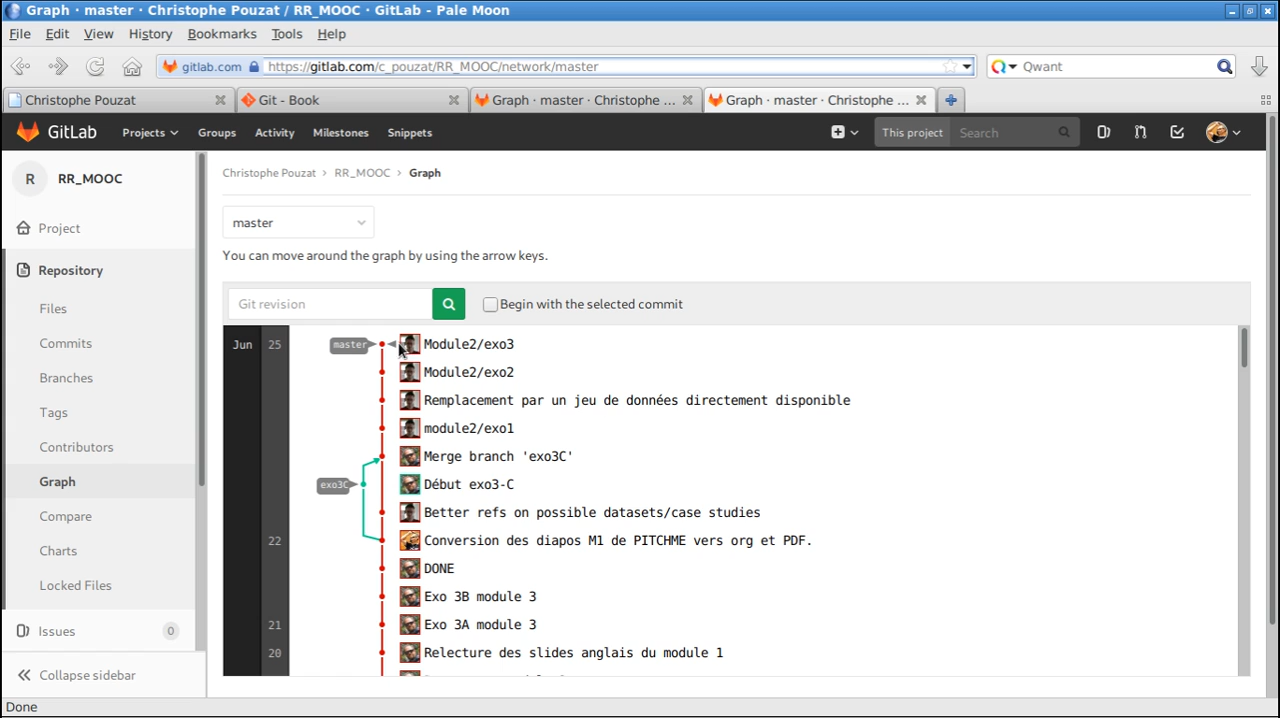 Graph · master · Christophe Pouzat / RR_MOOC · GitLab - Pale Moon
File Edit View History Bookmarks Tools Help
gitlab.com https://gitlab.com/c_pouzat/RR_MOOC/network/master Qwant
Christophe Pouzat Git - Book Graph · master · Christophe ... Graph · master · Christophe ...
GitLab Projects Groups Activity Milestones Snippets This project Search
R RR_MOOC
Christophe Pouzat › RR_MOOC › Graph
master
Project
You can move around the graph by using the arrow keys.
Repository
Git revision Begin with the selected commit
Files
Commits
Branches
Tags
Contributors
Graph
Compare
Charts
Locked Files
Issues 0
Collapse sidebar
Jun 25 master Module2/exo3
Module2/exo2
Remplacement par un jeu de données directement disponible
module2/exo1
Merge branch 'exo3C'
exo3C Début exo3-C
Better refs on possible datasets/case studies
22 Conversion des diapos M1 de PITCHME vers org et PDF.
DONE
Exo 3B module 3
21 Exo 3A module 3
20 Relecture des slides anglais du module 1
Done